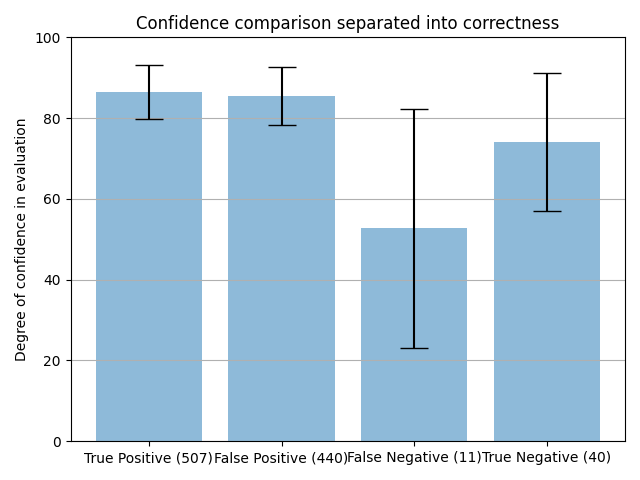 Confidence comparison separated into correctness
Degree of confidence in evaluation
100
80
60
40
20
0
True Positive (507)
False Positive (440)
False Negative (11)
True Negative (40)